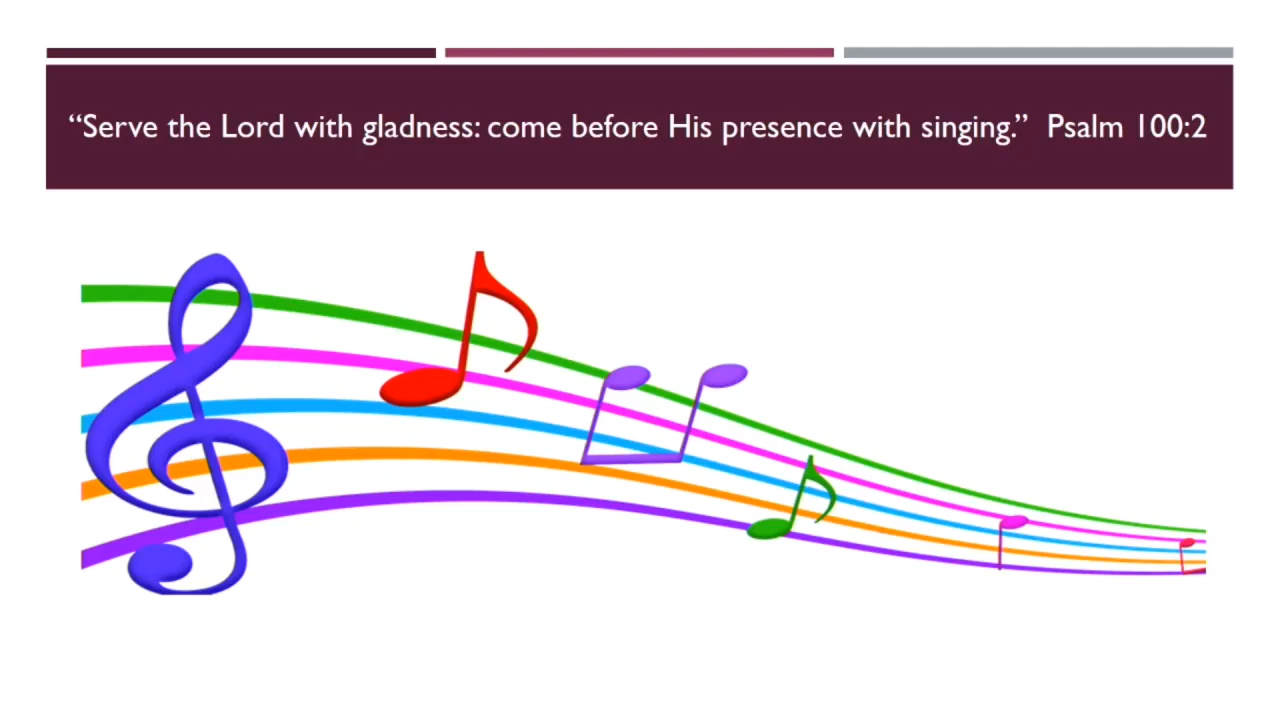 “Serve the Lord with gladness: come before His presence with singing.”  Psalm 100:2